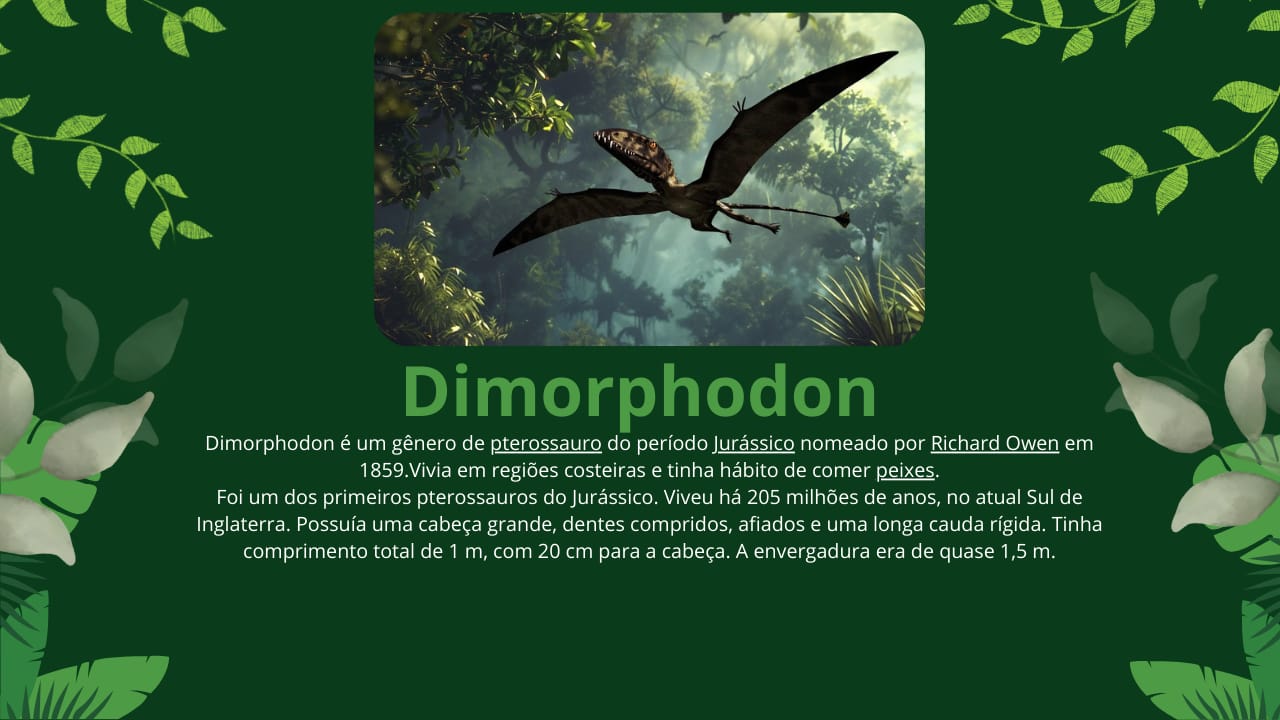 Dimorphodon
Dimorphodon é um gênero de pterossauro do período Jurássico nomeado por Richard Owen em
1859.Vivia em regiões costeiras e tinha hábito de comer peixes.
Foi um dos primeiros pterossauros do Jurássico. Viveu há 205 milhões de anos, no atual Sul de
Inglaterra. Possuía uma cabeça grande, dentes compridos, afiados e uma longa cauda rígida. Tinha
comprimento total de 1 m, com 20 cm para a cabeça. A envergadura era de quase 1,5 m.